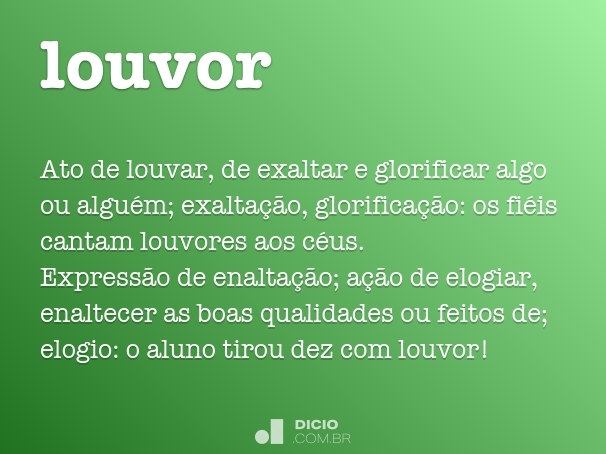 louvor
Ato de louvar, de exaltar e glorificar algo
ou alguém; exaltação, glorificação: os fiéis
cantam louvores aos céus.
Expressão de enaltação; ação de elogiar,
enaltecer as boas qualidades ou feitos de;
elogio: o aluno tirou dez com louvor!
DICIO
.COM.BR